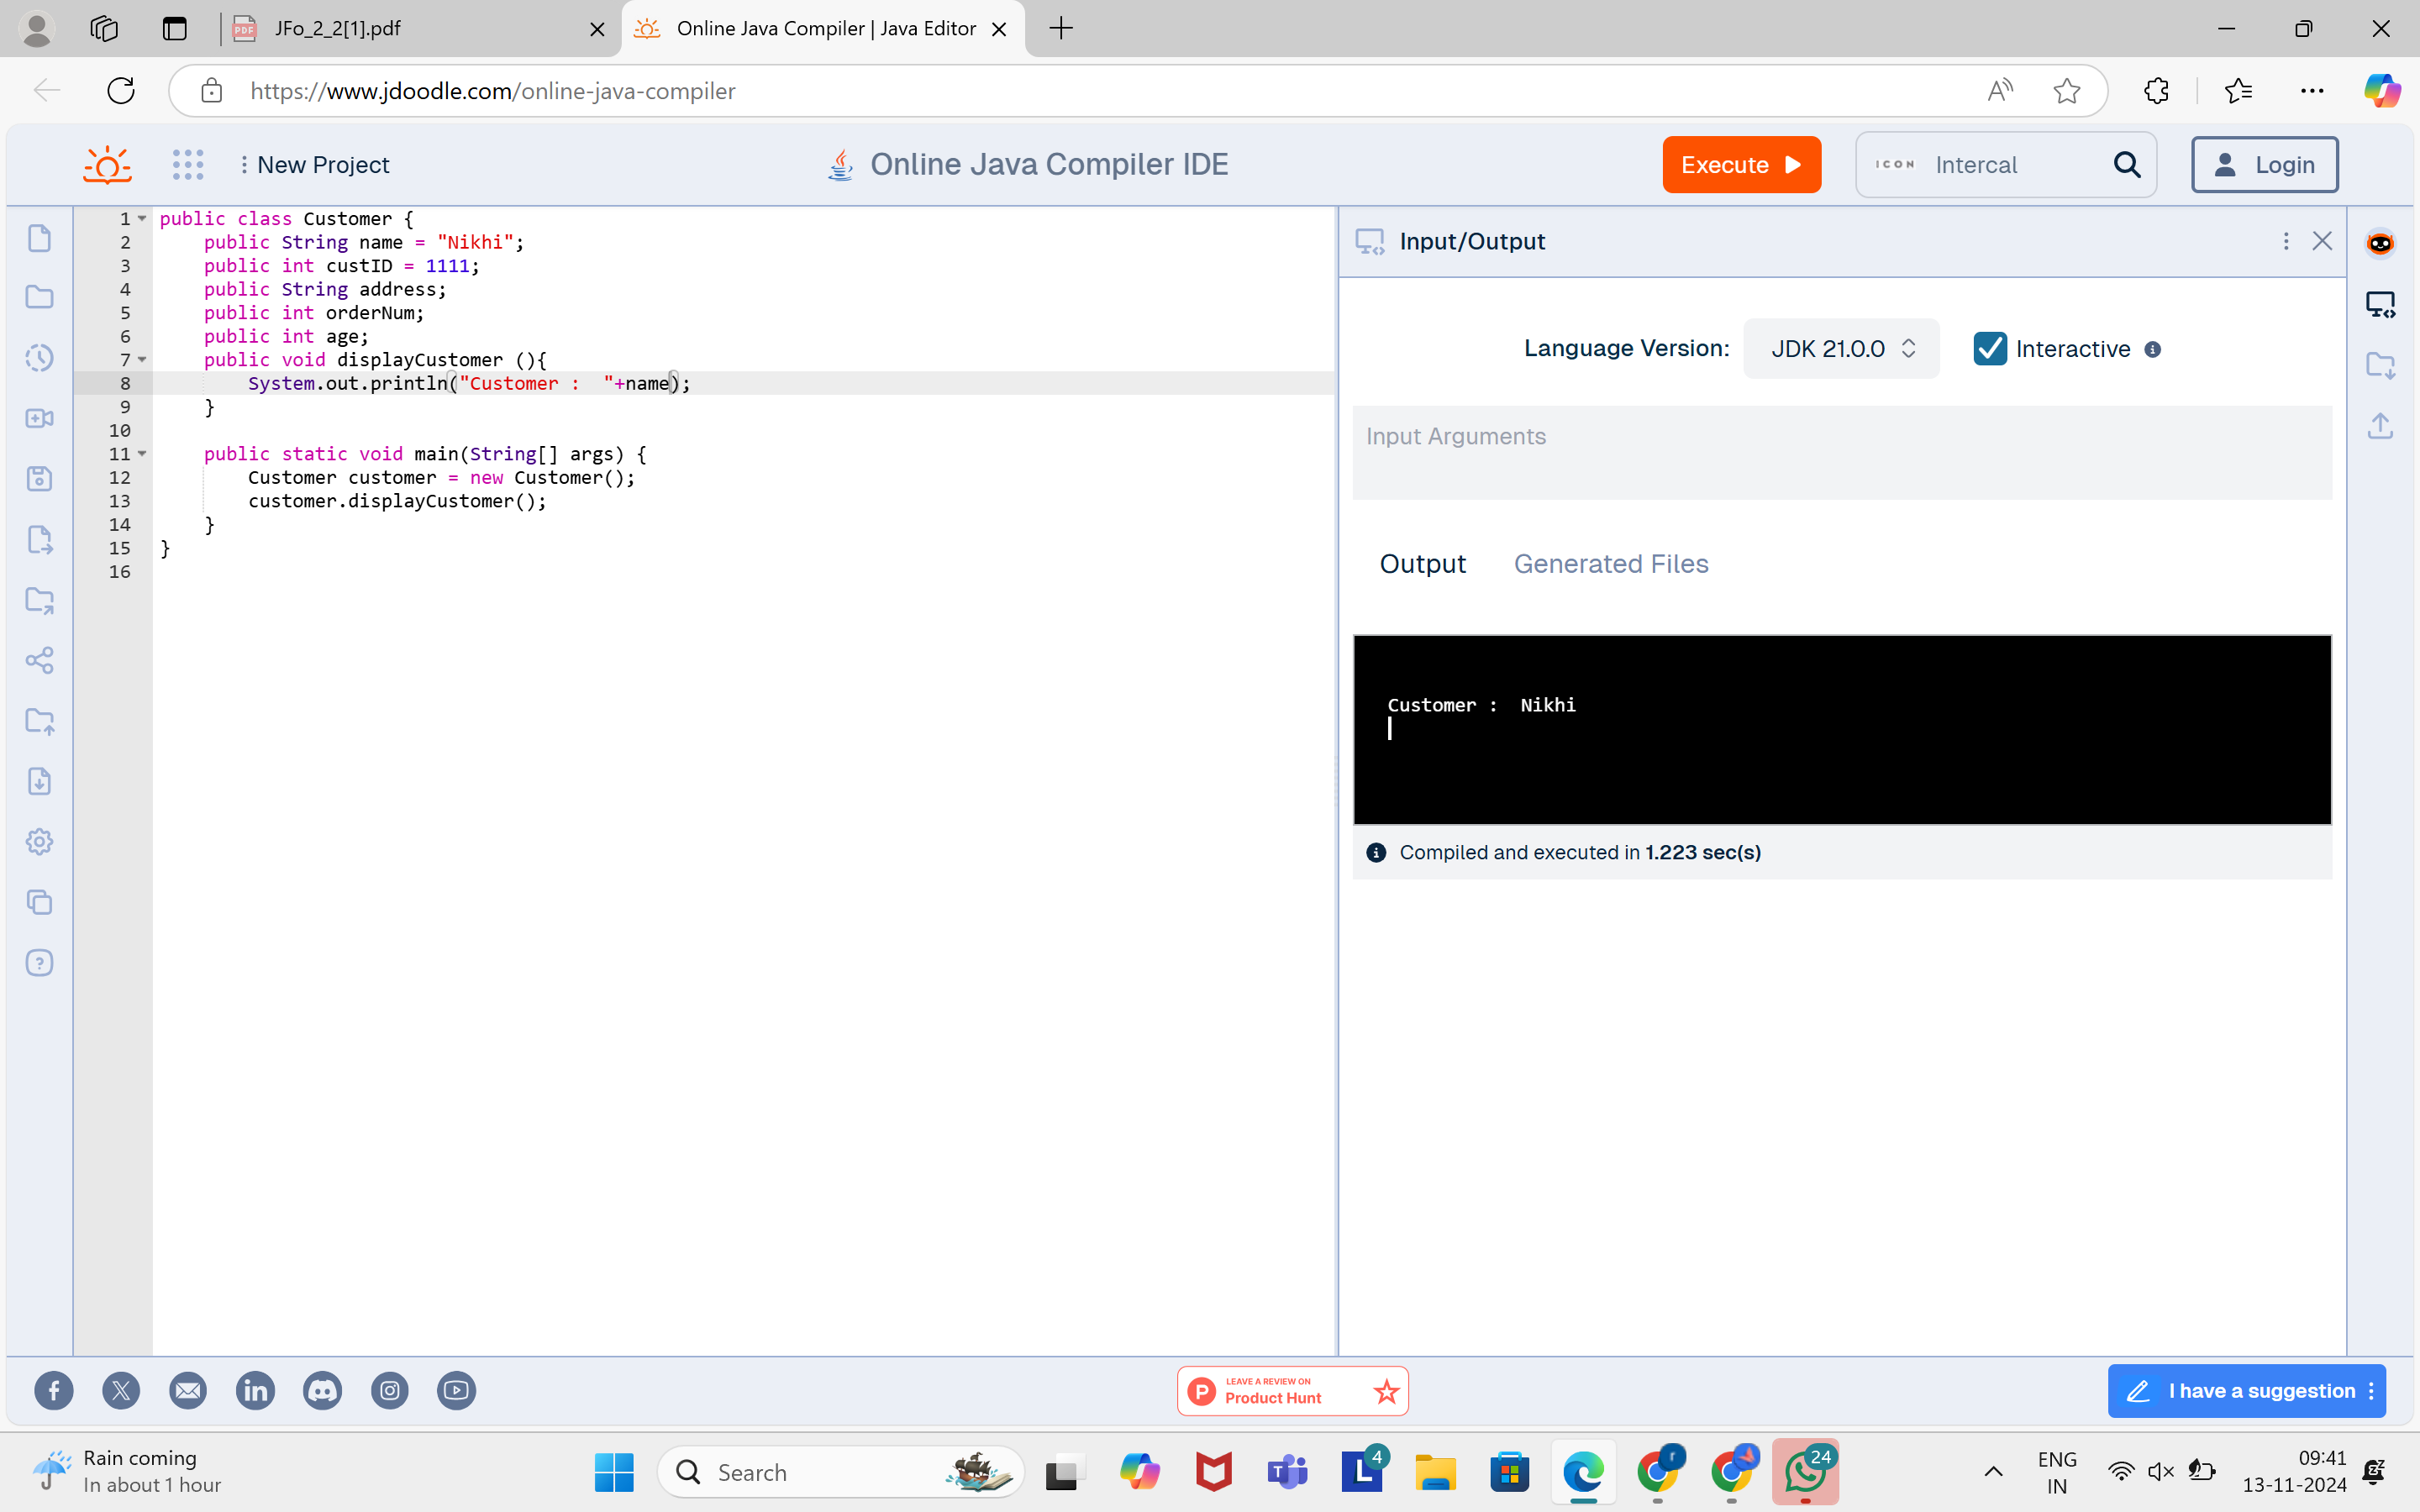 JFo_2_2[1].pdf
Online Java Compiler | Java Editor
https://www.jdoodle.com/online-java-compiler
New Project
Online Java Compiler IDE
Execute
ICON Intercal
Login
1 public class Customer {
2 public String name = "Nikhi";
3 public int custID = 1111;
4 public String address;
5 public int orderNum;
6 public int age;
7 public void displayCustomer (){
8 System.out.println("Customer :  "+name);
9 }
10
11 public static void main(String[] args) {
12 Customer customer = new Customer();
13 customer.displayCustomer();
14 }
15 }
16
Input/Output
Language Version: JDK 21.0.0 Interactive
Input Arguments
Output Generated Files
Customer :  Nikhi
Compiled and executed in 1.223 sec(s)
LEAVE A REVIEW ON
Product Hunt
I have a suggestion
Rain coming
In about 1 hour
Search
4
24
ENG
IN
09:41
13-11-2024